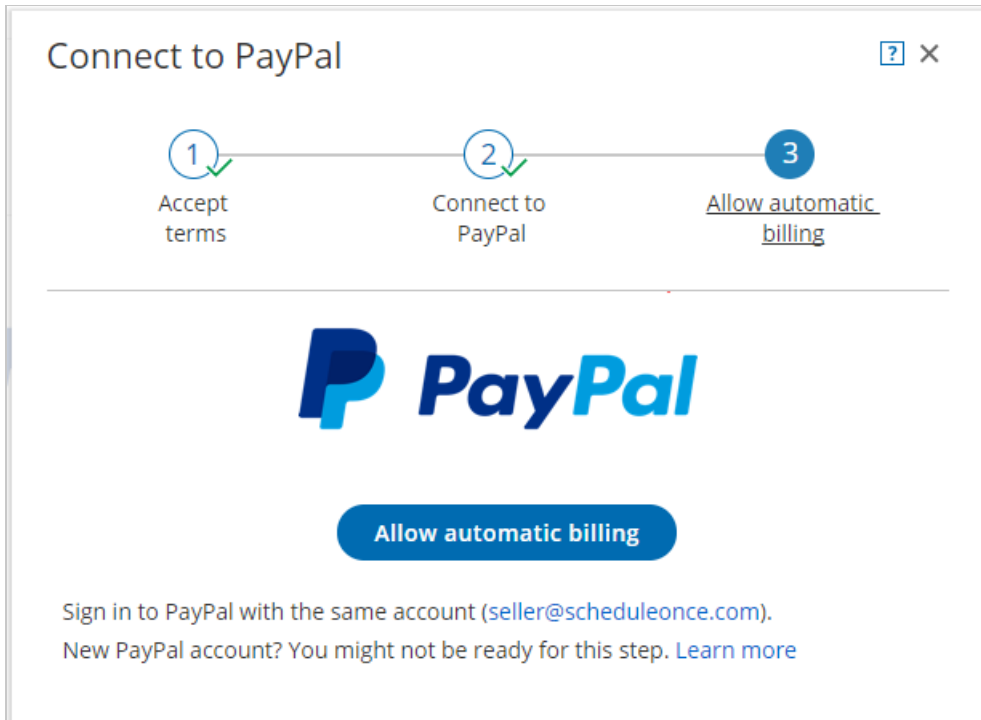 Connect to PayPal
?
1
2
3
Accept
terms
Connect to
PayPal
Allow automatic
billing
PayPal
Allow automatic billing
Sign in to PayPal with the same account (seller@scheduleonce.com).
New PayPal account? You might not be ready for this step. Learn more